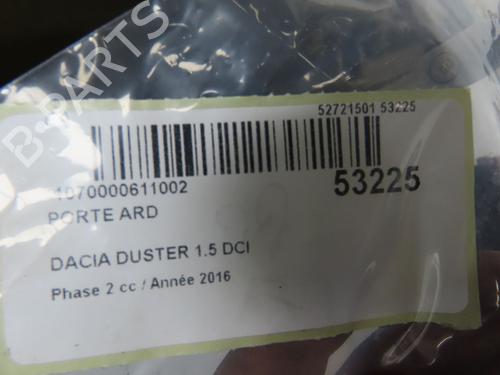 B-PARTS
52721501 53225
1070000611002
53225
PORTE ARD
DACIA DUSTER 1.5 DCI
Phase 2 cc / Année 2016